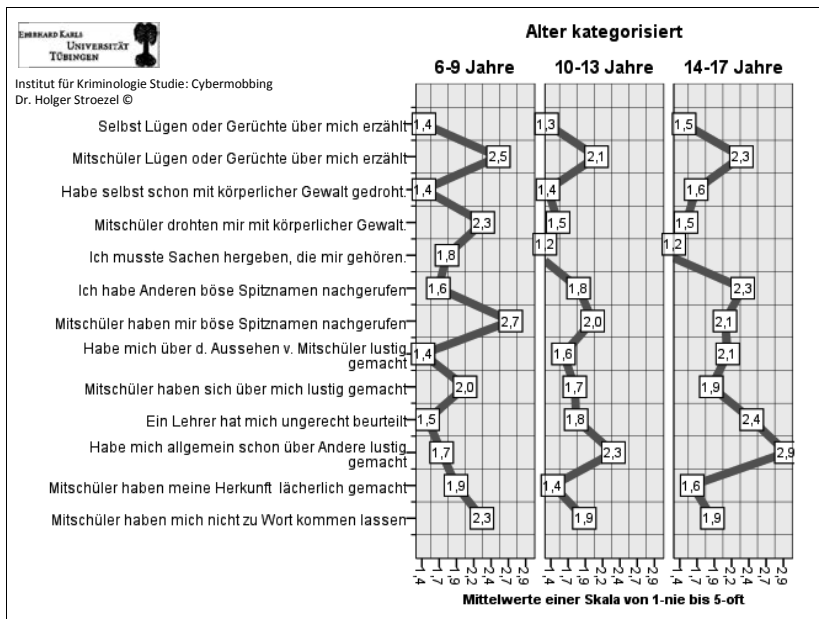 EBERHARD KARLS
UNIVERSITÄT
TÜBINGEN
Institut für Kriminologie Studie: Cybermobbing
Dr. Holger Stroezel ©
Alter kategorisiert
6-9 Jahre 10-13 Jahre 14-17 Jahre
Selbst Lügen oder Gerüchte über mich erzählt 1,4 1,3 1,5
Mitschüler Lügen oder Gerüchte über mich erzählt 2,5 2,1 2,3
Habe selbst schon mit körperlicher Gewalt gedroht. 1,4 1,4 1,6
Mitschüler drohten mir mit körperlicher Gewalt. 2,3 1,5 1,5
Ich musste Sachen hergeben, die mir gehören. 1,8 1,2 1,2
Ich habe Anderen böse Spitznamen nachgerufen 1,6 1,8 2,3
Mitschüler haben mir böse Spitznamen nachgerufen 2,7 2,0 2,1
Habe mich über d. Aussehen v. Mitschüler lustig
gemacht 1,4 1,6 2,1
Mitschüler haben sich über mich lustig gemacht 2,0 1,7 1,9
Ein Lehrer hat mich ungerecht beurteilt 1,5 1,8 2,4
Habe mich allgemein schon über Andere lustig
gemacht 1,7 2,3 2,9
Mitschüler haben meine Herkunft lächerlich gemacht 1,9 1,4 1,6
Mitschüler haben mich nicht zu Wort kommen lassen 2,3 1,9 1,9
1,4 1,7 1,9 2,2 2,4 2,7 2,9 1,4 1,7 1,9 2,2 2,4 2,7 2,9 1,4 1,7 1,9 2,2 2,4 2,7 2,9
Mittelwerte einer Skala von 1-nie bis 5-oft